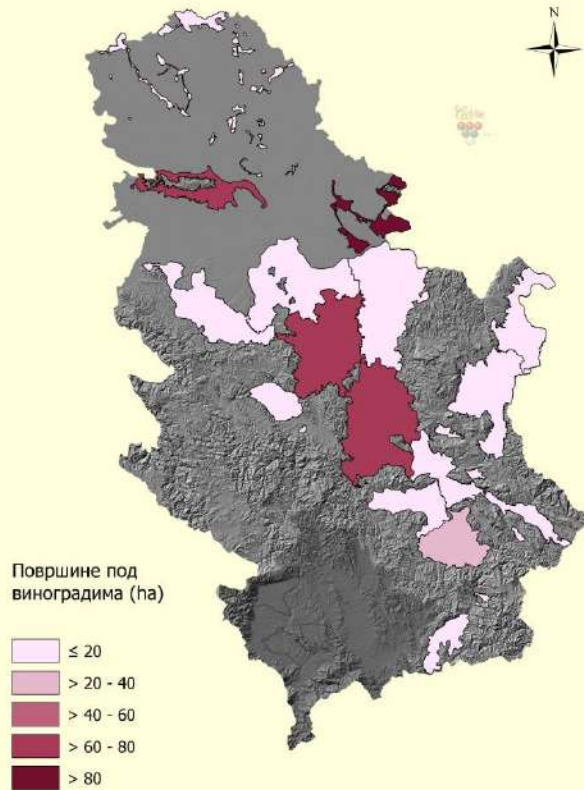 N
Површине под
виноградима (ha)
≤ 20
> 20 - 40
> 40 - 60
> 60 - 80
> 80